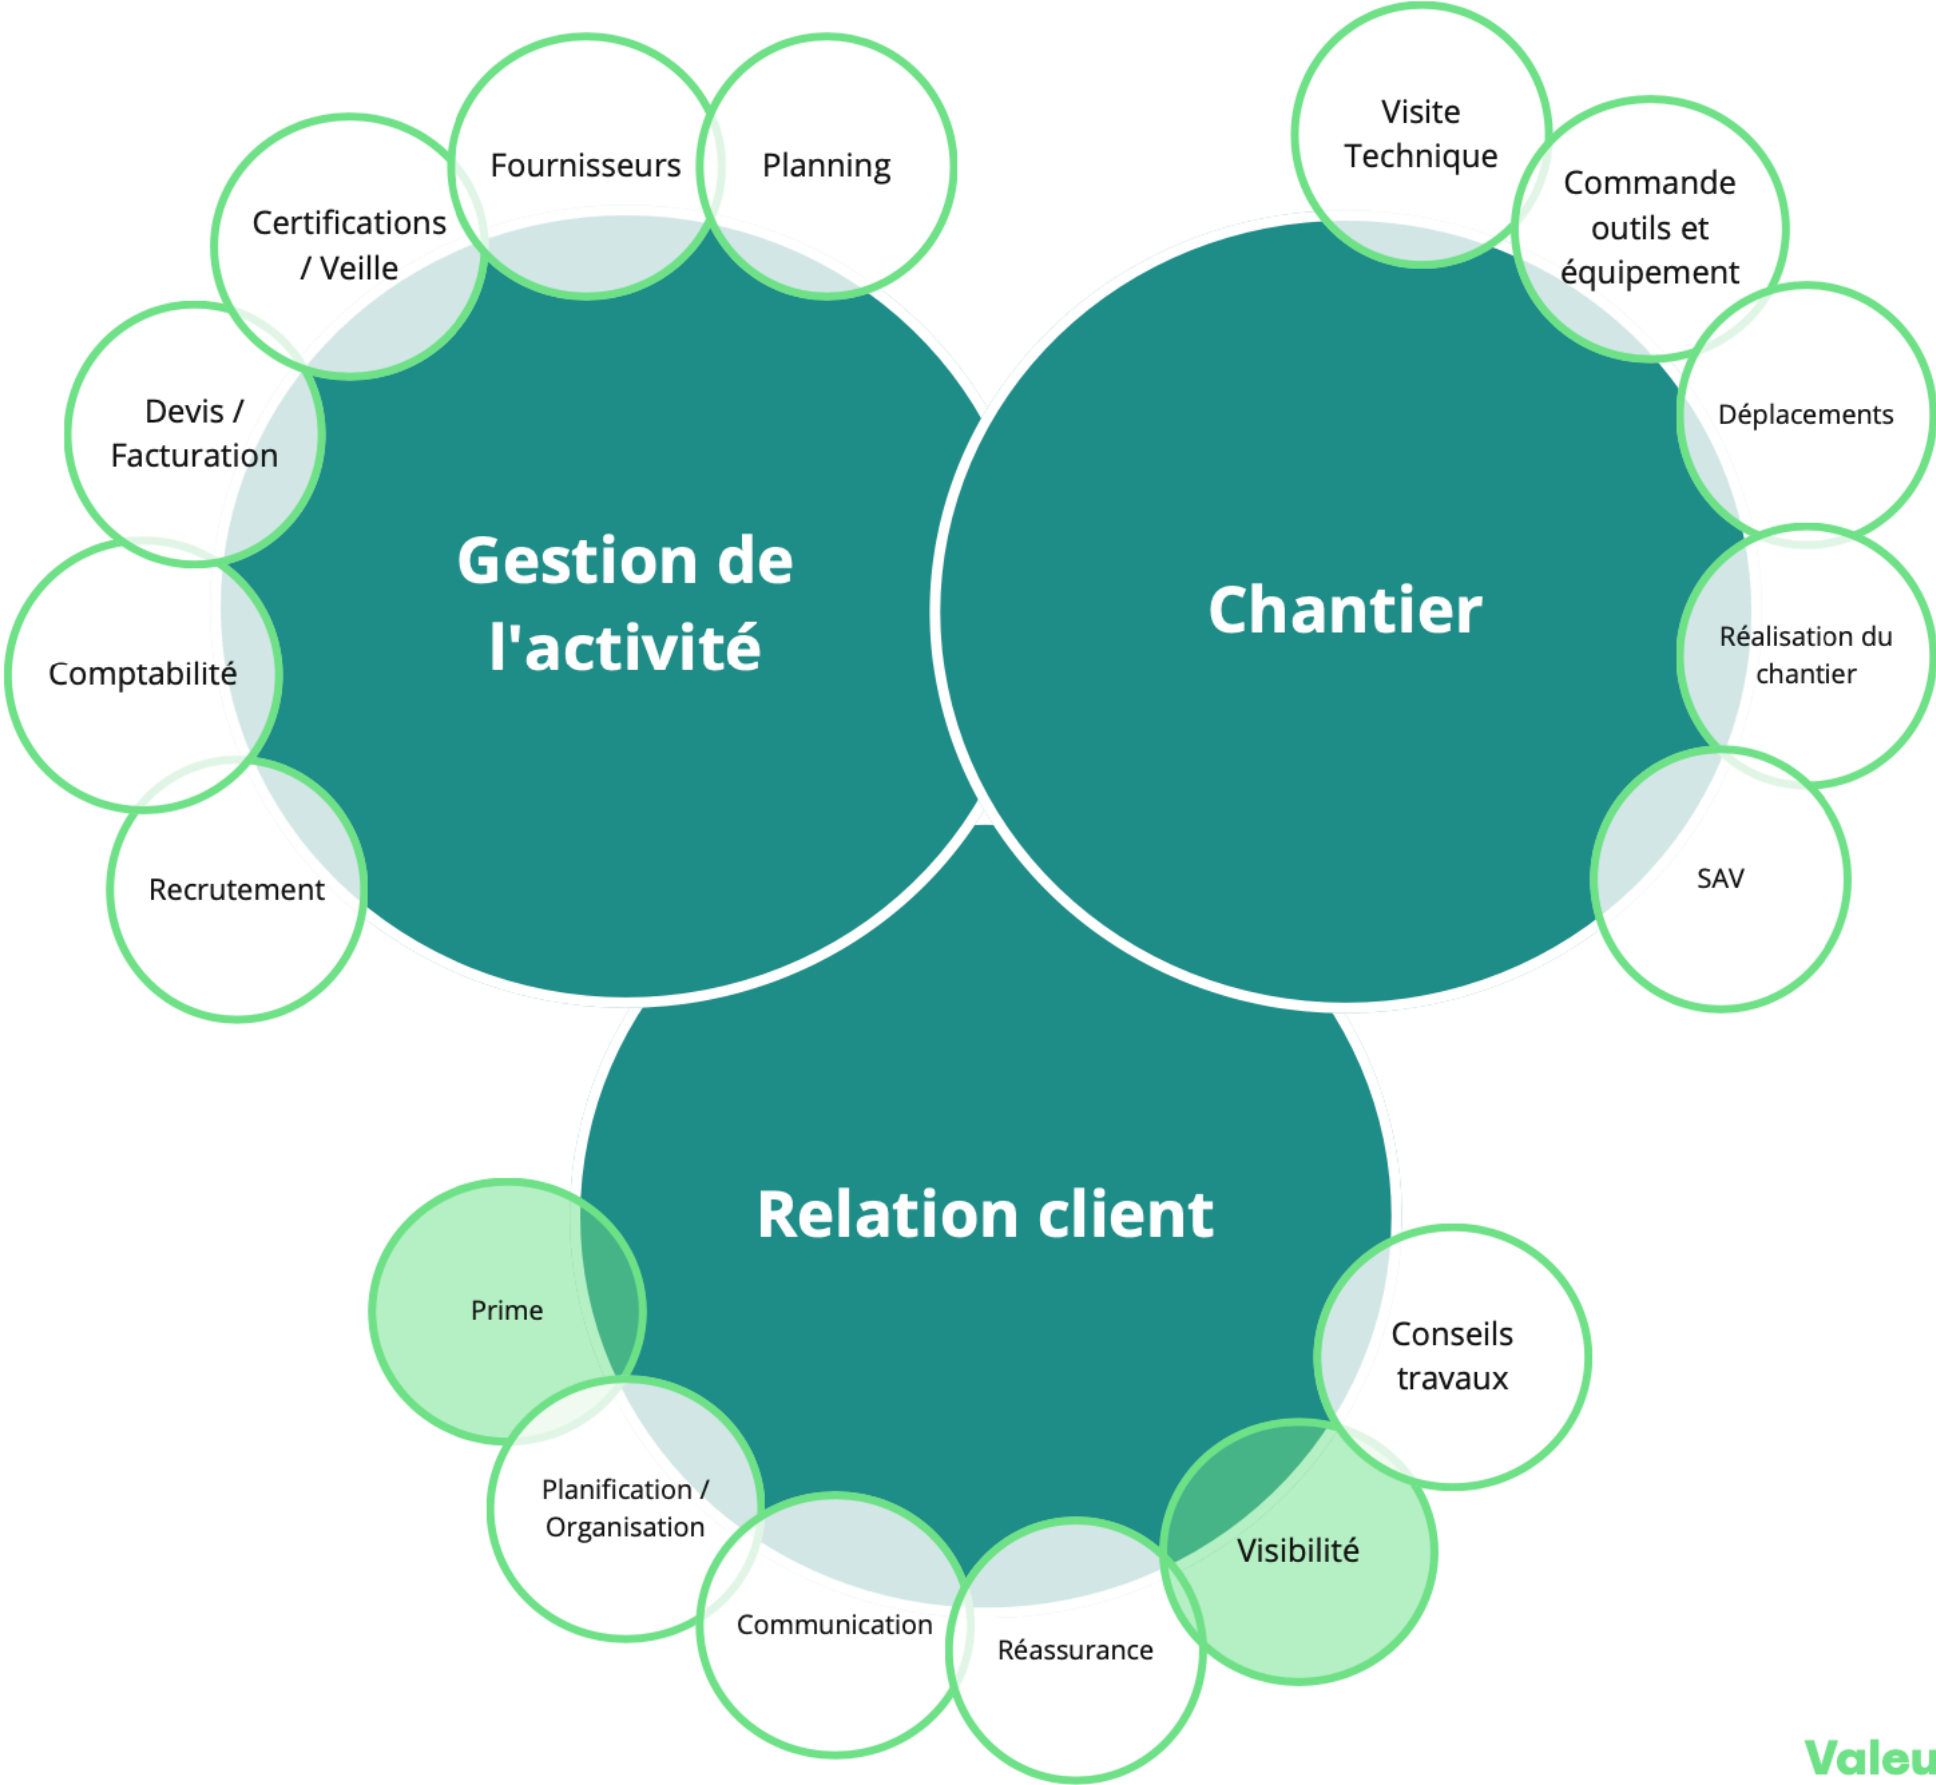 Fournisseurs
Planning
Certifications
/ Veille
Devis /
Facturation
Comptabilité
Recrutement
Gestion de
l'activité
Visite
Technique
Commande
outils et
équipement
Déplacements
Réalisation du
chantier
SAV
Chantier
Relation client
Prime
Planification /
Organisation
Communication
Réassurance
Visibilité
Conseils
travaux
Valeu